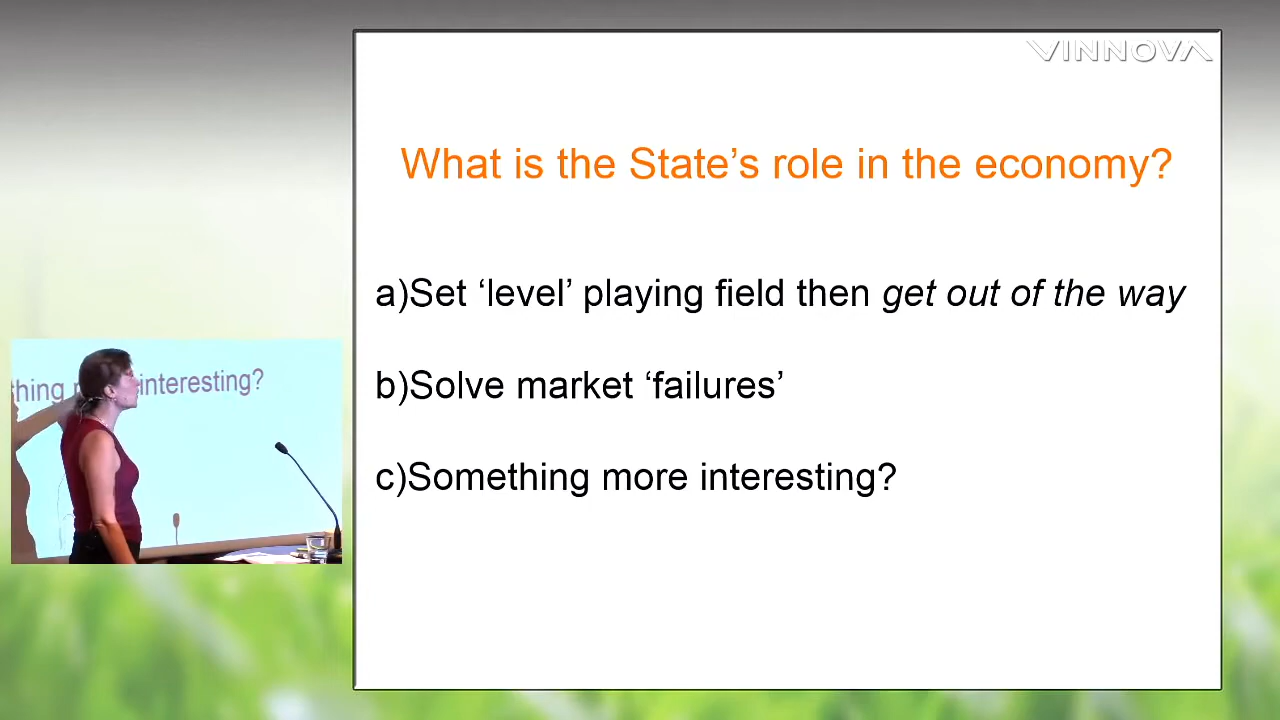 VINNOVA
What is the State’s role in the economy?
a)Set ‘level’ playing field then get out of the way
b)Solve market ‘failures’
c)Something more interesting?
thing interesting?